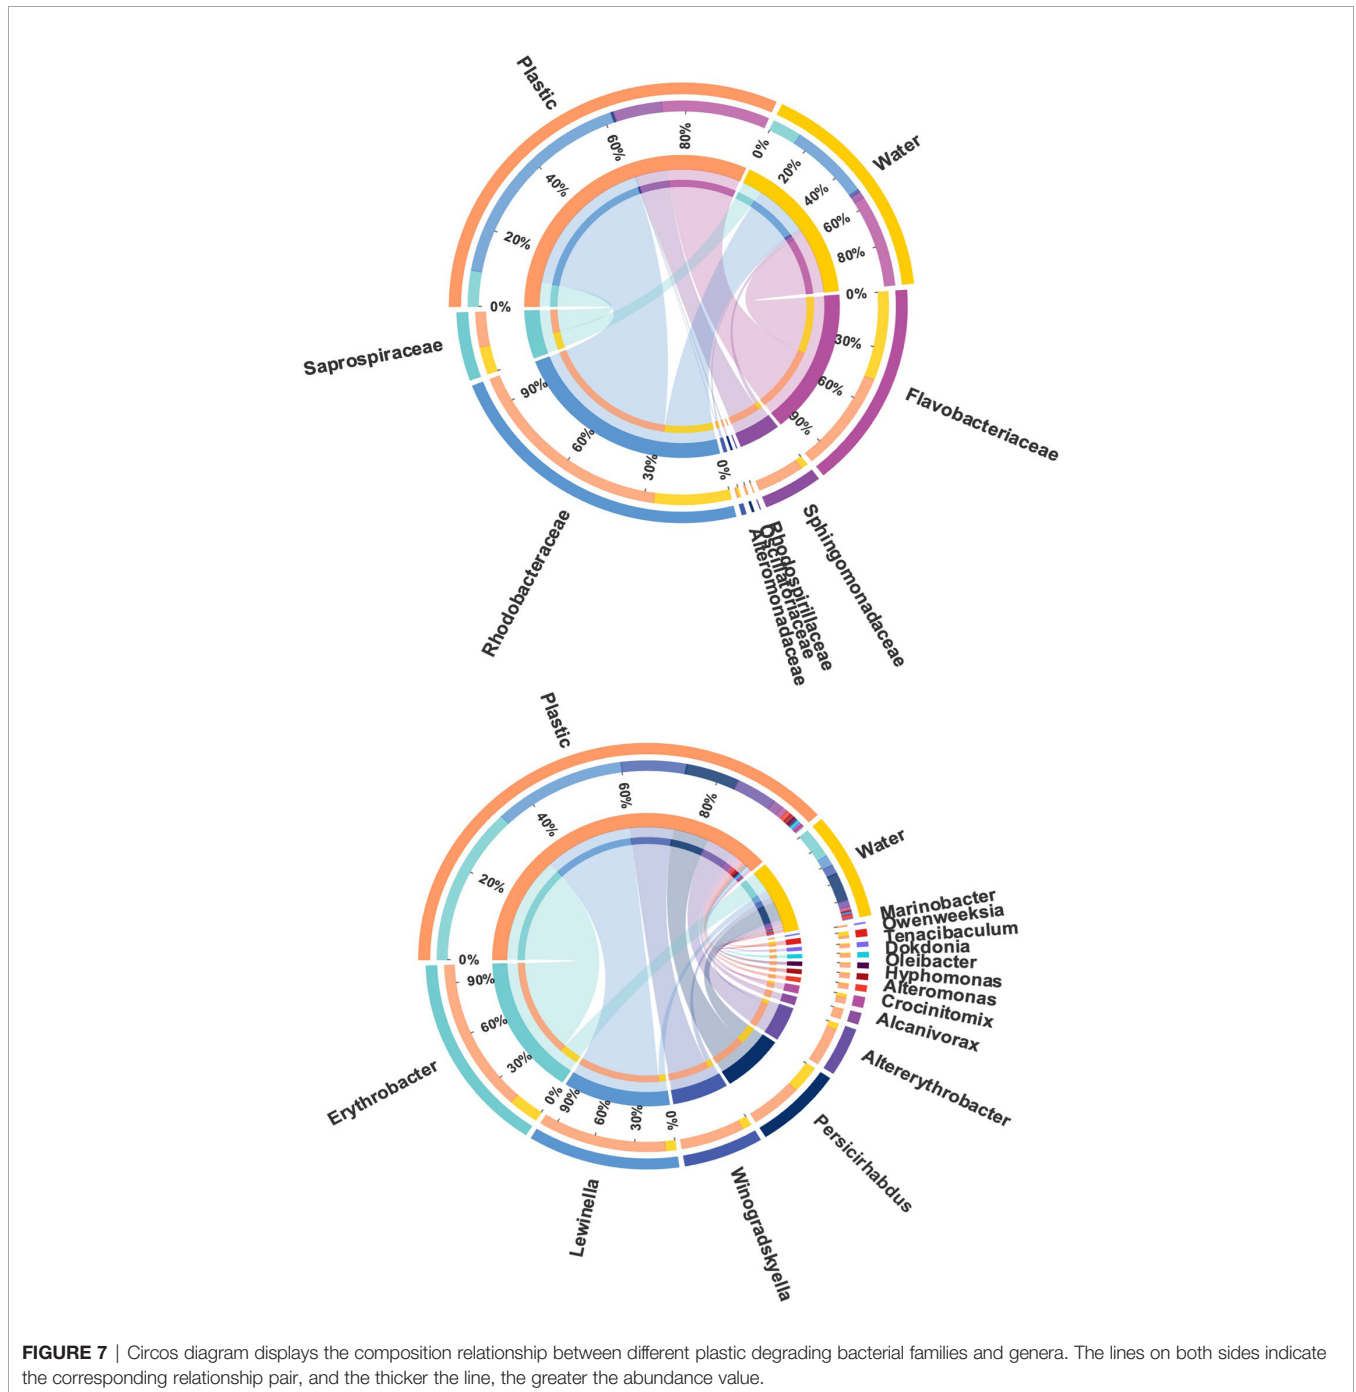 Plastic
Water
0%
20%
40%
60%
80%
0%
20%
40%
60%
80%
0%
30%
60%
90%
0%
30%
60%
90%
Saprospiraceae
Flavobacteriaceae
Rhodobacteraceae
Sphingomonadaceae
Rhodospirillaceae
Oscillatoriaceae
Alteromonadaceae
Plastic
Water
0%
20%
40%
60%
80%
90%
60%
30%
0%
90%
60%
30%
0%
Marinobacter
Owenweeksia
Tenacibaculum
Dokdonia
Oleibacter
Hyphomonas
Alteromonas
Crocinitomix
Alcanivorax
Altererythrobacter
Persicirhabdus
Winogradskyella
Lewinella
Erythrobacter
FIGURE 7 | Circos diagram displays the composition relationship between different plastic degrading bacterial families and genera. The lines on both sides indicate
the corresponding relationship pair, and the thicker the line, the greater the abundance value.